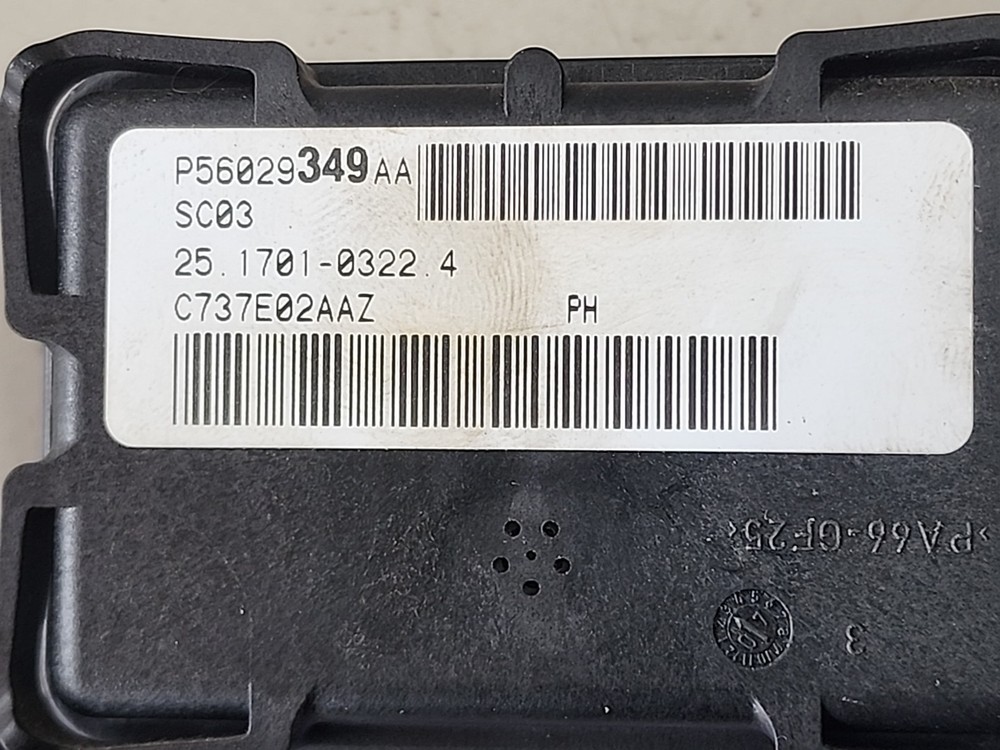 P56029349AA
SC03
25.1701-0322.4
C737E02AAZ PH
>PA66-GF25<
3